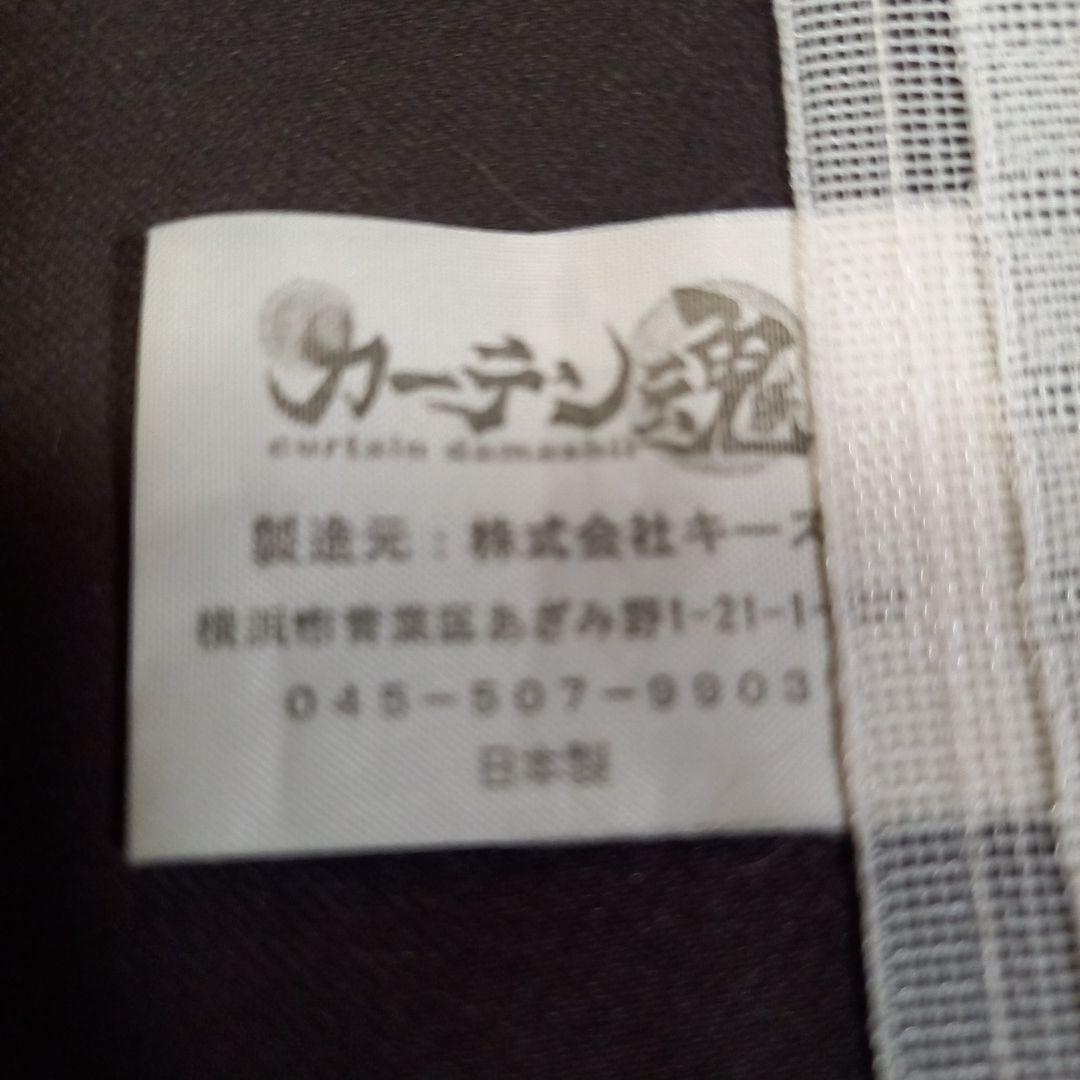 カーテン魂
curtain damashii
製造元:株式会社キース
横浜市青葉区あざみ野1-21-1-
045-507-9903
日本製